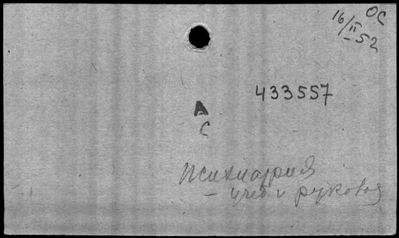 ОС
16/II-52
433557
А
С
Психиатрия
– учеб. и руковод